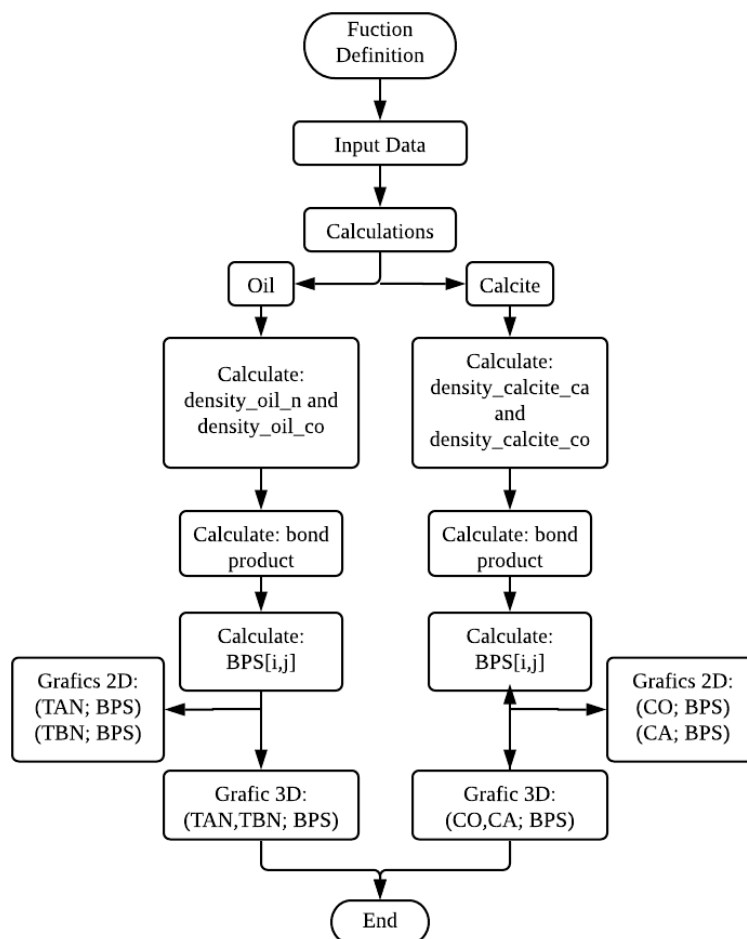 Fuction
Definition
Input Data
Calculations
Oil
Calcite
Calculate:
density_oil_n and
density_oil_co
Calculate:
density_calcite_ca
and
density_calcite_co
Calculate: bond
product
Calculate: bond
product
Calculate:
BPS[i,j]
Calculate:
BPS[i,j]
Grafics 2D:
(TAN; BPS)
(TBN; BPS)
Grafics 2D:
(CO; BPS)
(CA; BPS)
Grafic 3D:
(TAN,TBN; BPS)
Grafic 3D:
(CO,CA; BPS)
End